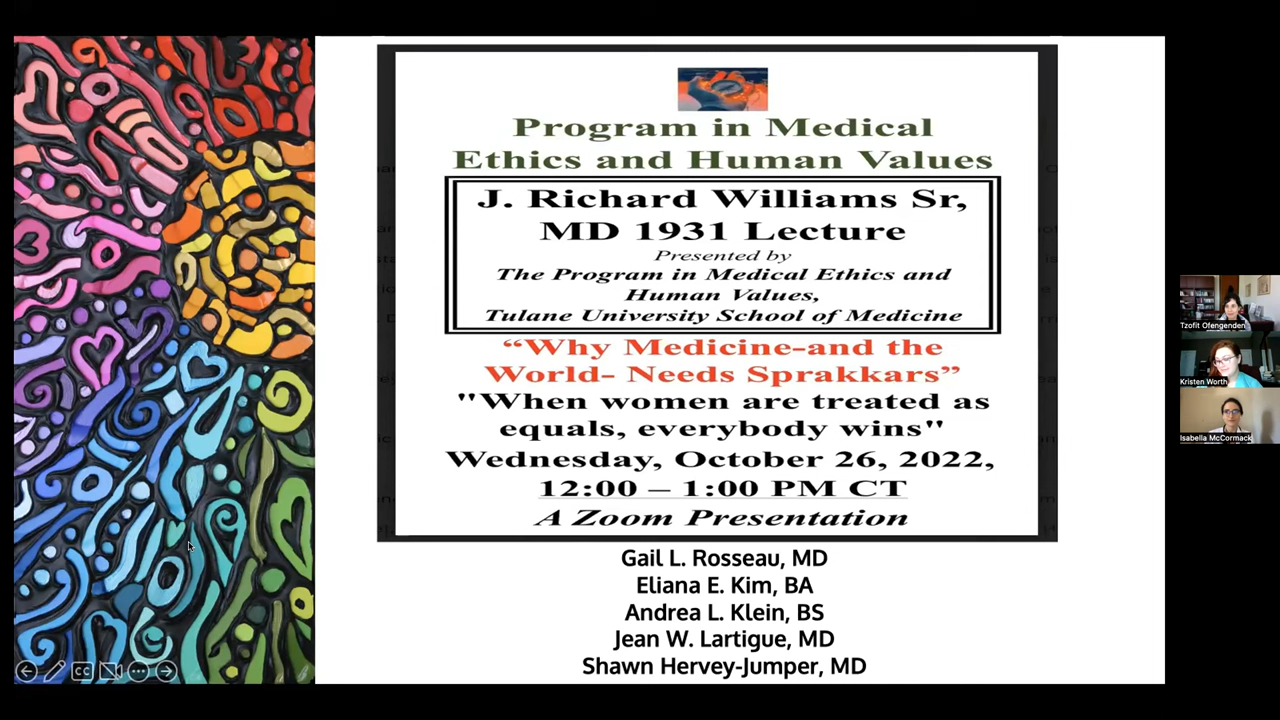 Program in Medical
Ethics and Human Values
J. Richard Williams Sr,
MD 1931 Lecture
Presented by
The Program in Medical Ethics and
Human Values,
Tulane University School of Medicine
“Why Medicine-and the
World- Needs Sprakkars”
"When women are treated as
equals, everybody wins"
Wednesday, October 26, 2022,
12:00 – 1:00 PM CT
A Zoom Presentation
Gail L. Rosseau, MD
Eliana E. Kim, BA
Andrea L. Klein, BS
Jean W. Lartigue, MD
Shawn Hervey-Jumper, MD
Tzofit Ofengenden
Kristen Worth
Isabella McCormack
CC